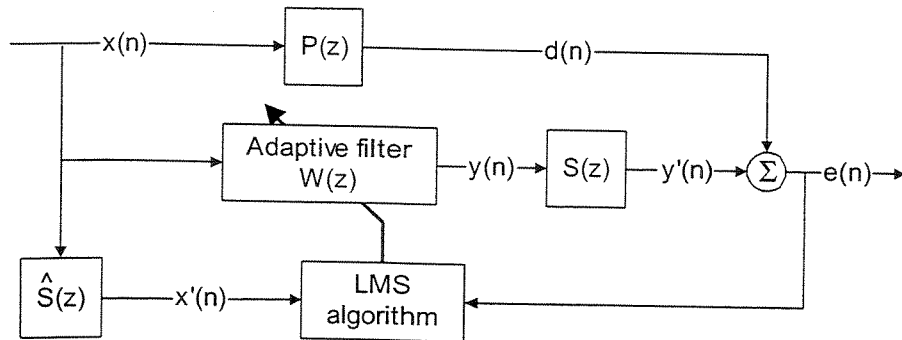 x(n)
P(z)
d(n)
Adaptive filter
W(z)
y(n)
S(z)
y'(n)
Σ
e(n)
Ŝ(z)
x'(n)
LMS
algorithm